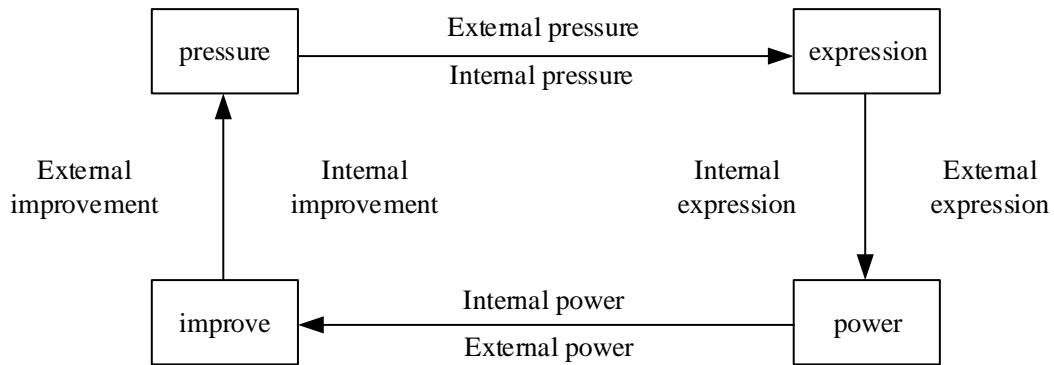 External pressure
pressure
expression
Internal pressure
External
improvement
Internal
improvement
Internal
expression
External
expression
Internal power
improve
power
External power